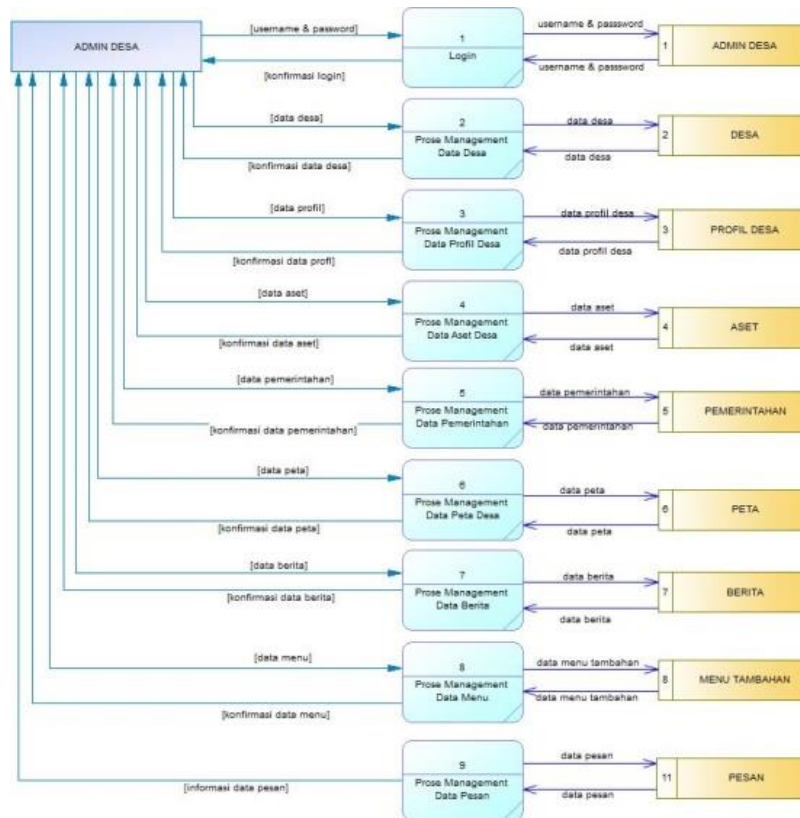 ADMIN DESA
[username & password]
[konfirmasi login]
1
Login
username & passsword
username & passsword
1
ADMIN DESA
[data desa]
[konfirmasi data desa]
2
Prose Management
Data Desa
data desa
data desa
2
DESA
[data profil]
[konfirmasi data profl]
3
Prose Management
Data Profil Desa
data profil desa
data profil desa
3
PROFIL DESA
[data aset]
[konfirmasi data aset]
4
Prose Management
Data Aset Desa
data aset
data aset
4
ASET
[data pemerintahan]
[konfirmasi data pemerintahan]
5
Prose Management
Data Pemerintahan
data pemerintahan
data pemerintahan
5
PEMERINTAHAN
[data peta]
[konfirmasi data peta]
6
Prose Management
Data Peta Desa
data peta
data peta
6
PETA
[data berita]
[konfirmasi data berita]
7
Prose Management
Data Berita
data berita
data berita
7
BERITA
[data menu]
[konfirmasi data menu]
8
Prose Management
Data Menu
data menu tambahan
data menu tambahan
8
MENU TAMBAHAN
[informasi data pesan]
9
Prose Management
Data Pesan
data pesan
data pesan
11
PESAN